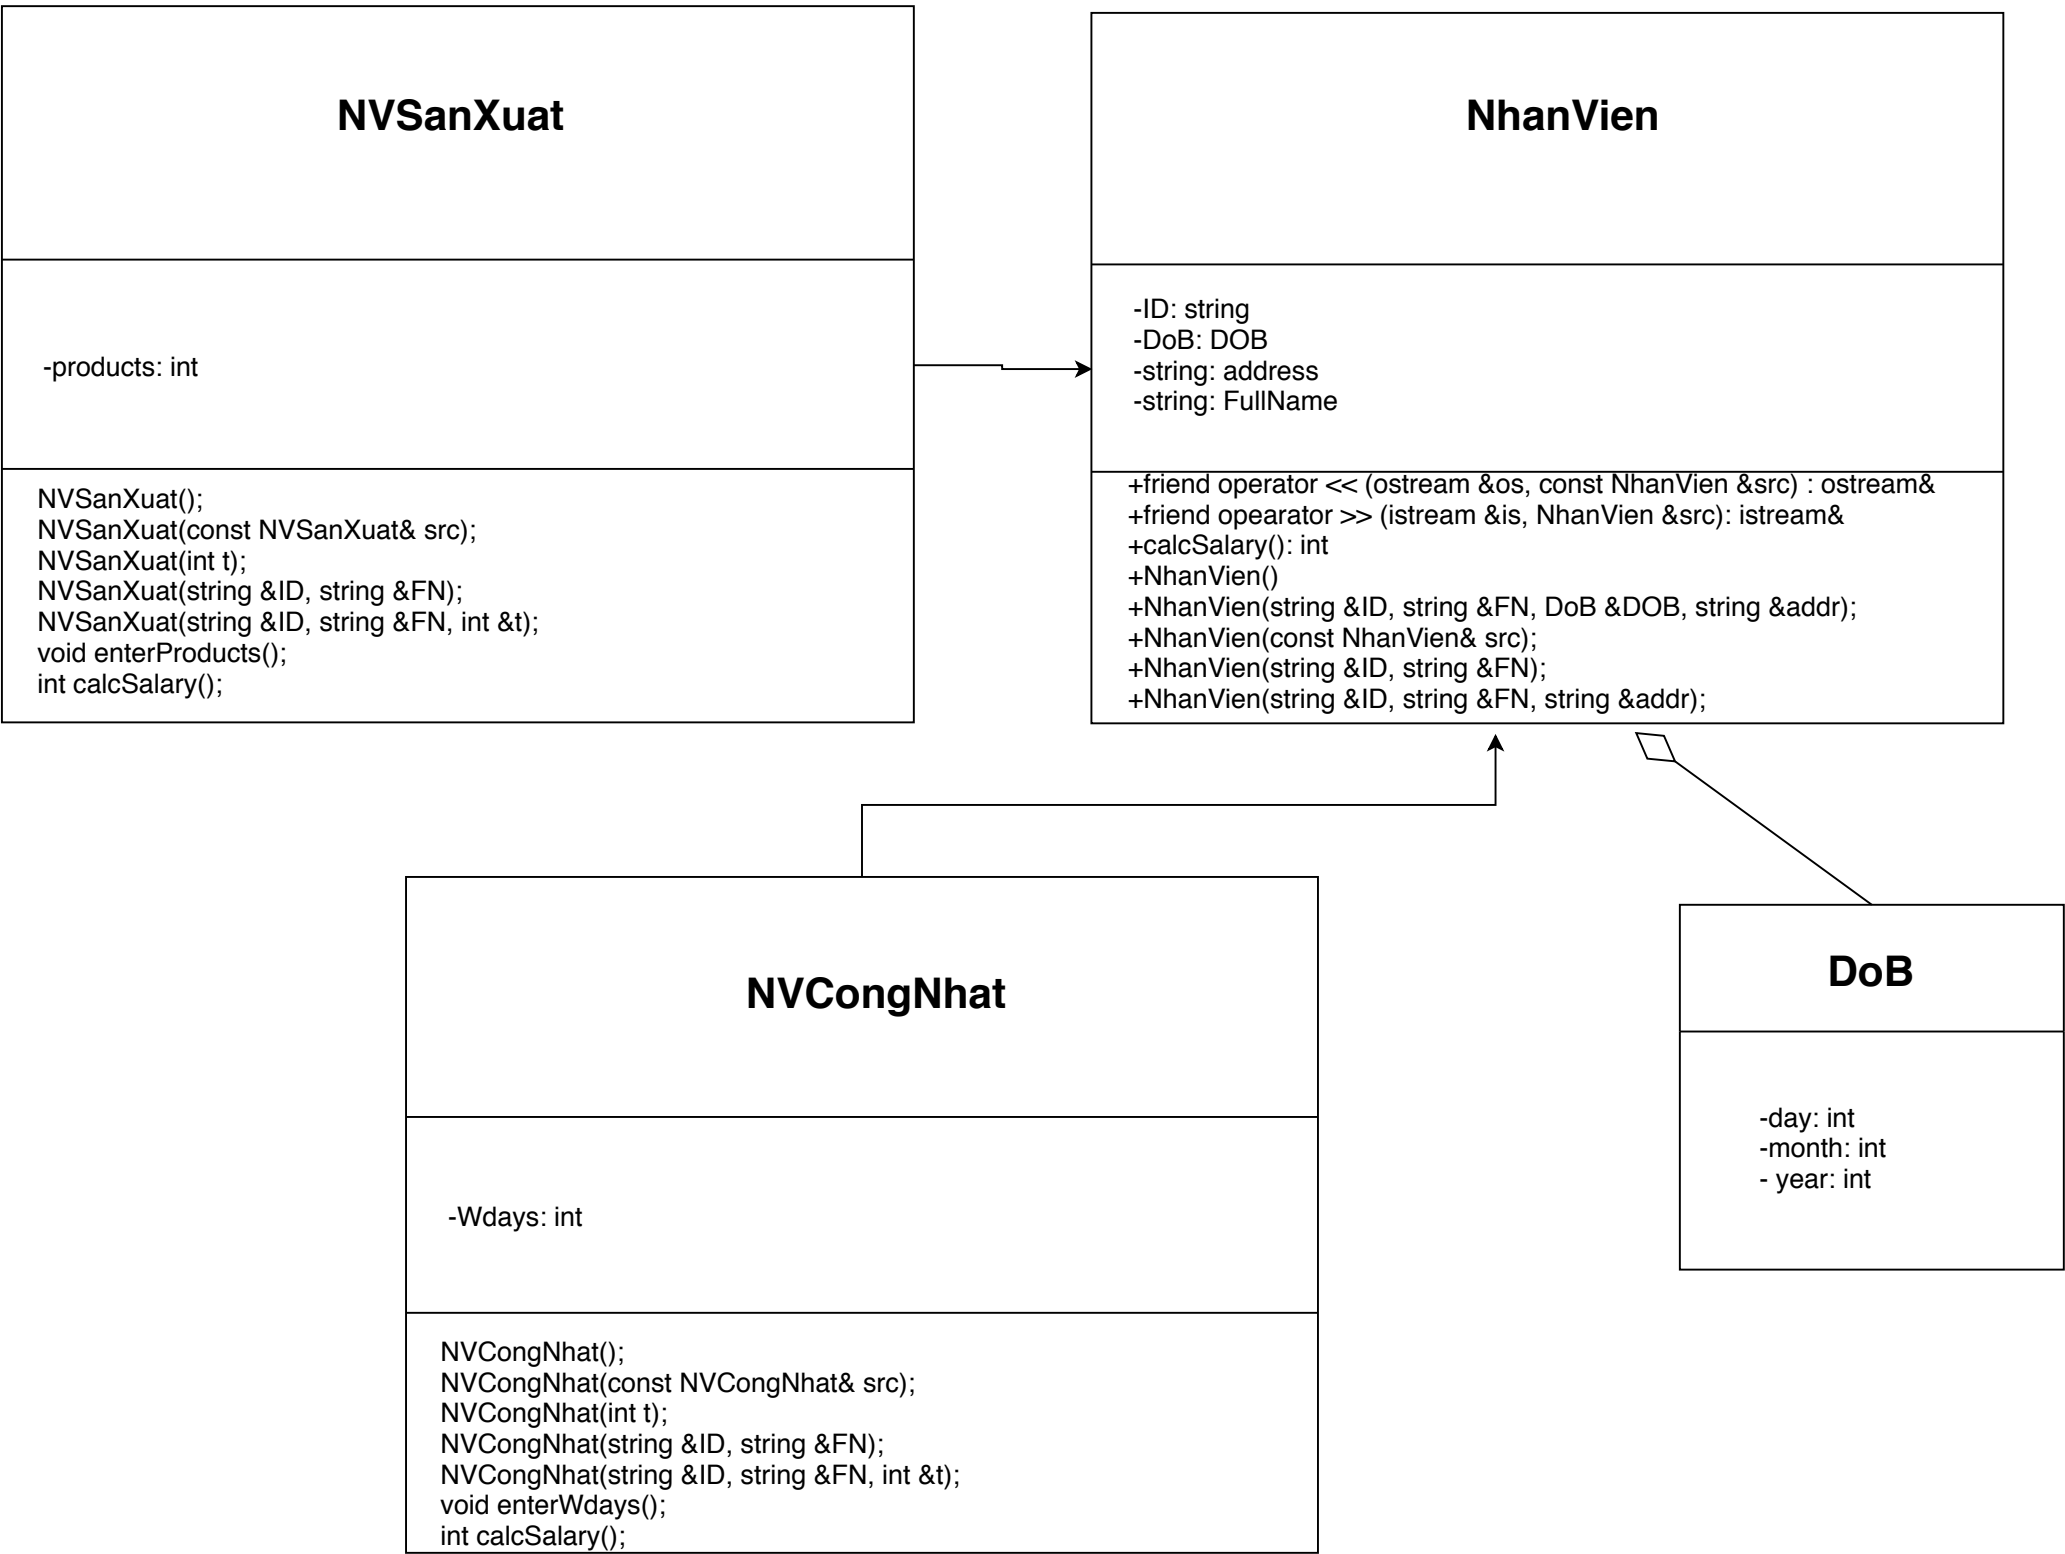 NVSanXuat
-products: int
NVSanXuat();
NVSanXuat(const NVSanXuat& src);
NVSanXuat(int t);
NVSanXuat(string &ID, string &FN);
NVSanXuat(string &ID, string &FN, int &t);
void enterProducts();
int calcSalary();
NhanVien
-ID: string
-DoB: DOB
-string: address
-string: FullName
+friend operator << (ostream &os, const NhanVien &src) : ostream&
+friend opearator >> (istream &is, NhanVien &src): istream&
+calcSalary(): int
+NhanVien()
+NhanVien(string &ID, string &FN, DoB &DOB, string &addr);
+NhanVien(const NhanVien& src);
+NhanVien(string &ID, string &FN);
+NhanVien(string &ID, string &FN, string &addr);
NVCongNhat
-Wdays: int
NVCongNhat();
NVCongNhat(const NVCongNhat& src);
NVCongNhat(int t);
NVCongNhat(string &ID, string &FN);
NVCongNhat(string &ID, string &FN, int &t);
void enterWdays();
int calcSalary();
DoB
-day: int
-month: int
- year: int